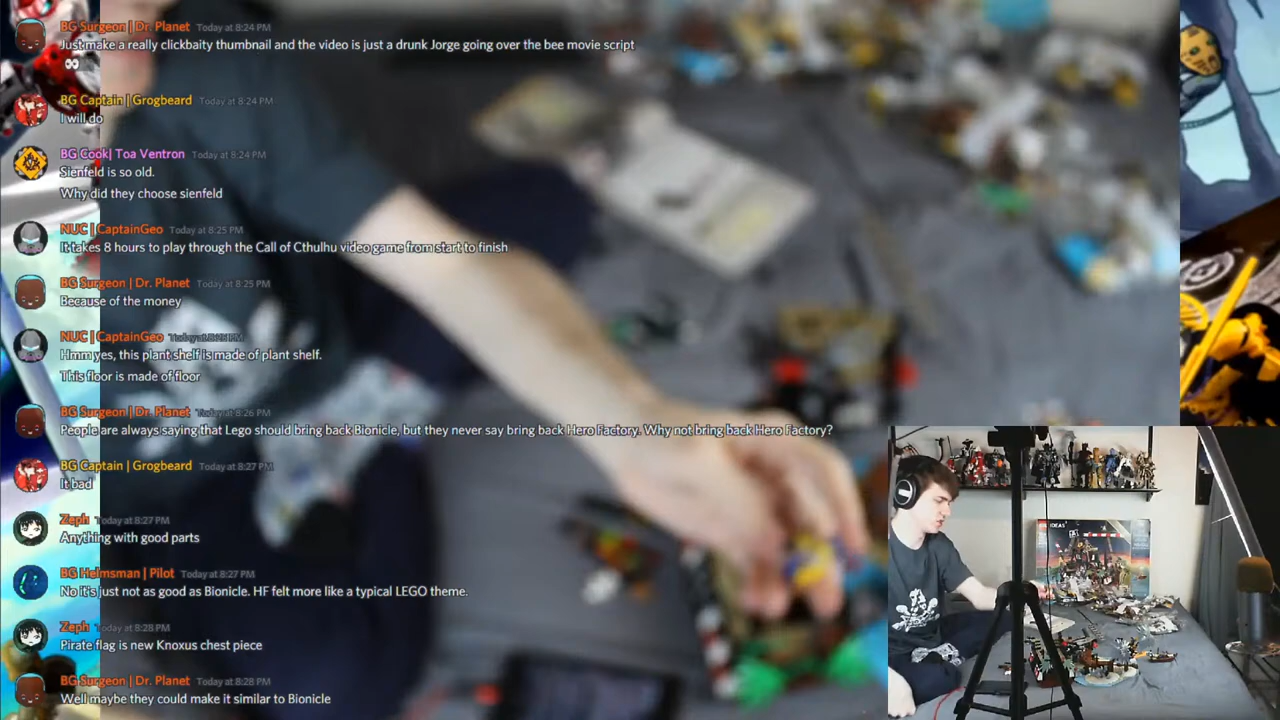 BG Surgeon | Dr. Planet Today at 8:24 PM
Just make a really clickbaity thumbnail and the video is just a drunk Jorge going over the bee movie script
BG Captain | Grogbeard Today at 8:24 PM
I will do
BG Cook| Toa Ventron Today at 8:24 PM
Sienfeld is so old.
Why did they choose sienfeld
NUC | CaptainGeo Today at 8:25 PM
It takes 8 hours to play through the Call of Cthulhu video game from start to finish
BG Surgeon | Dr. Planet Today at 8:25 PM
Because of the money
NUC | CaptainGeo Today at
Hmm yes, this plant shelf is made of plant shelf.
This floor is made of floor
BG Surgeon | Dr. Planet Today at 8:26 PM
People are always saying that Lego should bring back Bionicle, but they never say bring back Hero Factory. Why not bring back Hero Factory?
BG Captain | Grogbeard Today at 8:27 PM
It bad
Zeph Today at 8:27 PM
Anything with good parts
BG Helmsman | Pilot Today at 8:27 PM
No it's just not as good as Bionicle. HF felt more like a typical LEGO theme.
Zeph Today at 8:28 PM
Pirate flag is new Knoxus chest piece
BG Surgeon | Dr. Planet Today at 8:28 PM
Well maybe they could make it similar to Bionicle
IDEAS